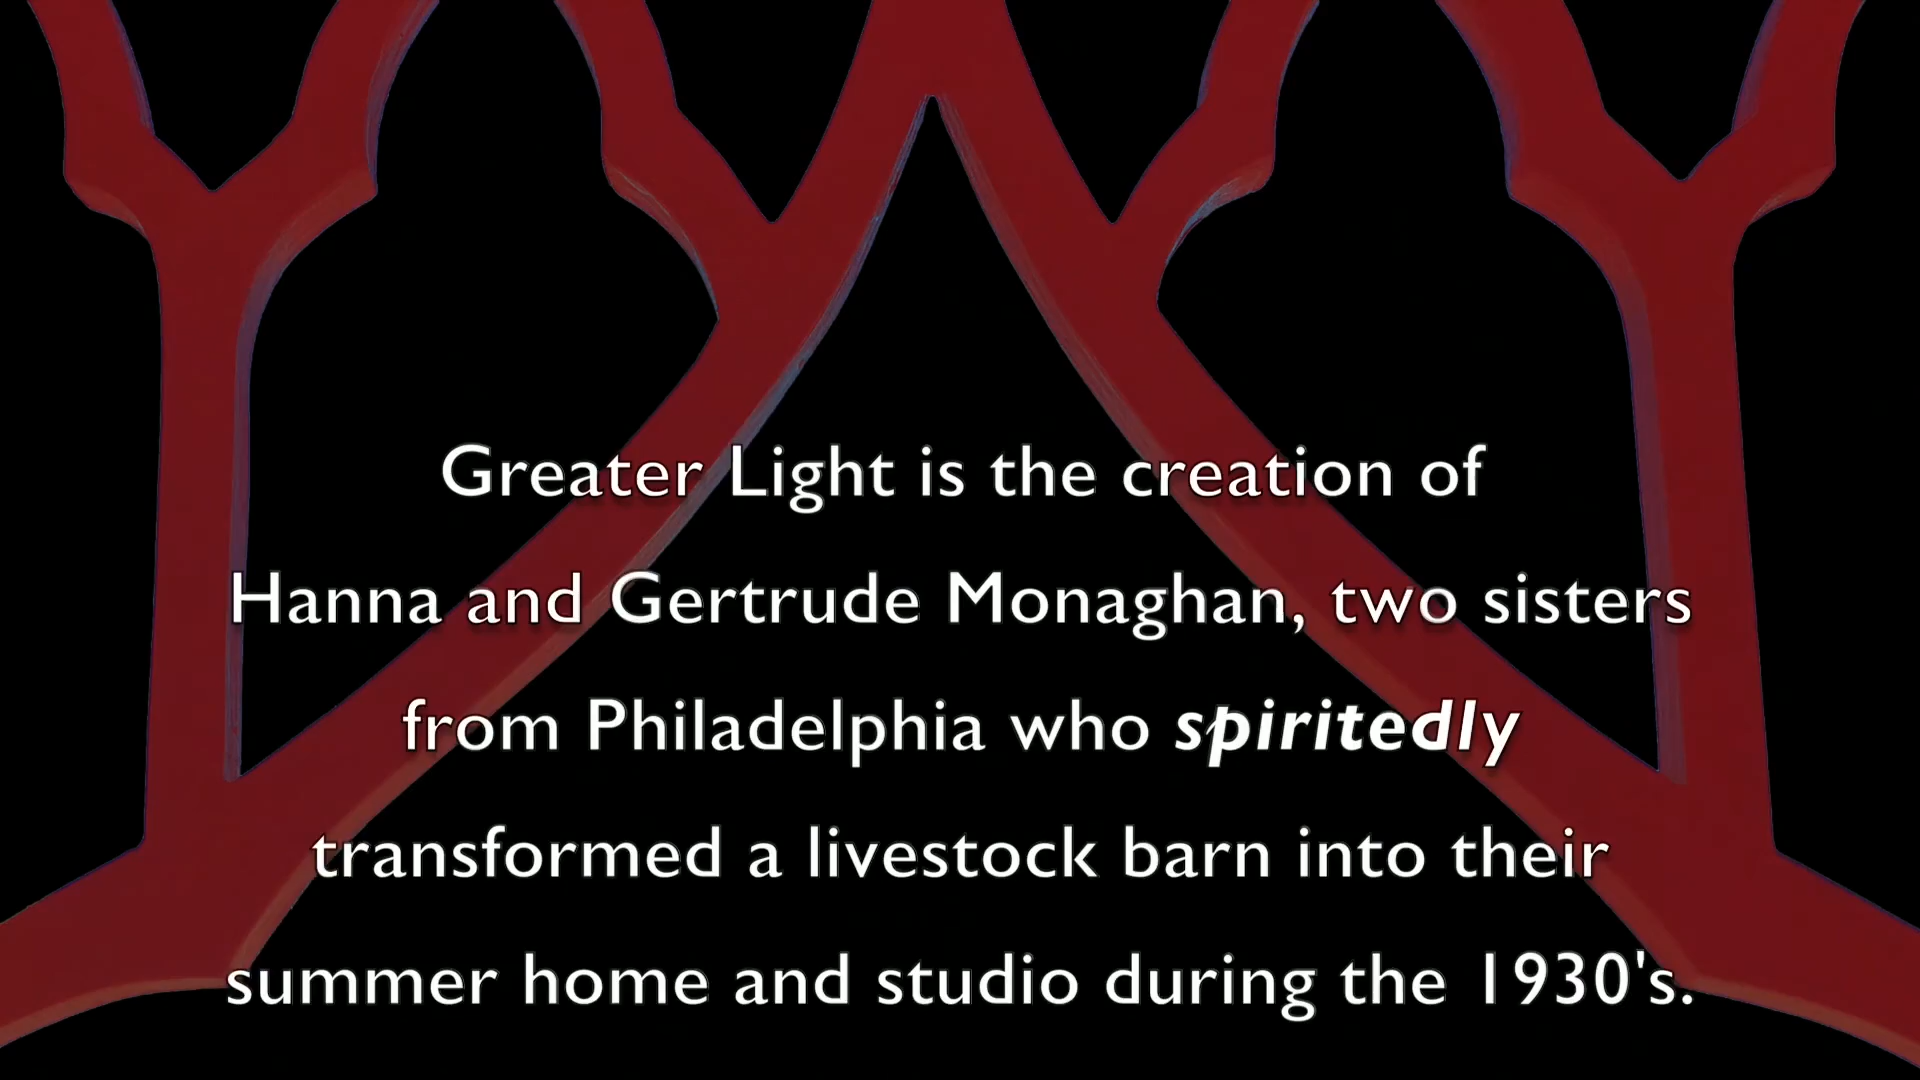 Greater Light is the creation of
Hanna and Gertrude Monaghan, two sisters
from Philadelphia who spiritedly
transformed a livestock barn into their
summer home and studio during the 1930's.